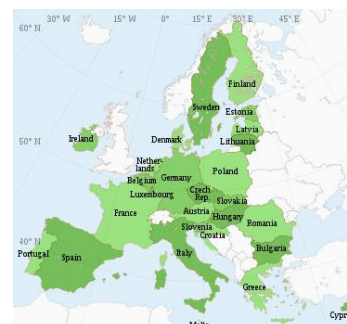 30° W 15° W 0° 15° E 30° E 45° E
60° N
Finland
Sweden
Estonia
Latvia
Lithuania
Ireland
Denmark
50° N
Nether-
lands
Poland
Belgium
Germany
Luxembourg
Czech
Rep.
Slovakia
France
Austria
Hungary
Slovenia
Romania
Croatia
40° N
Portugal
Spain
Italy
Bulgaria
Greece
Cypr
Malta